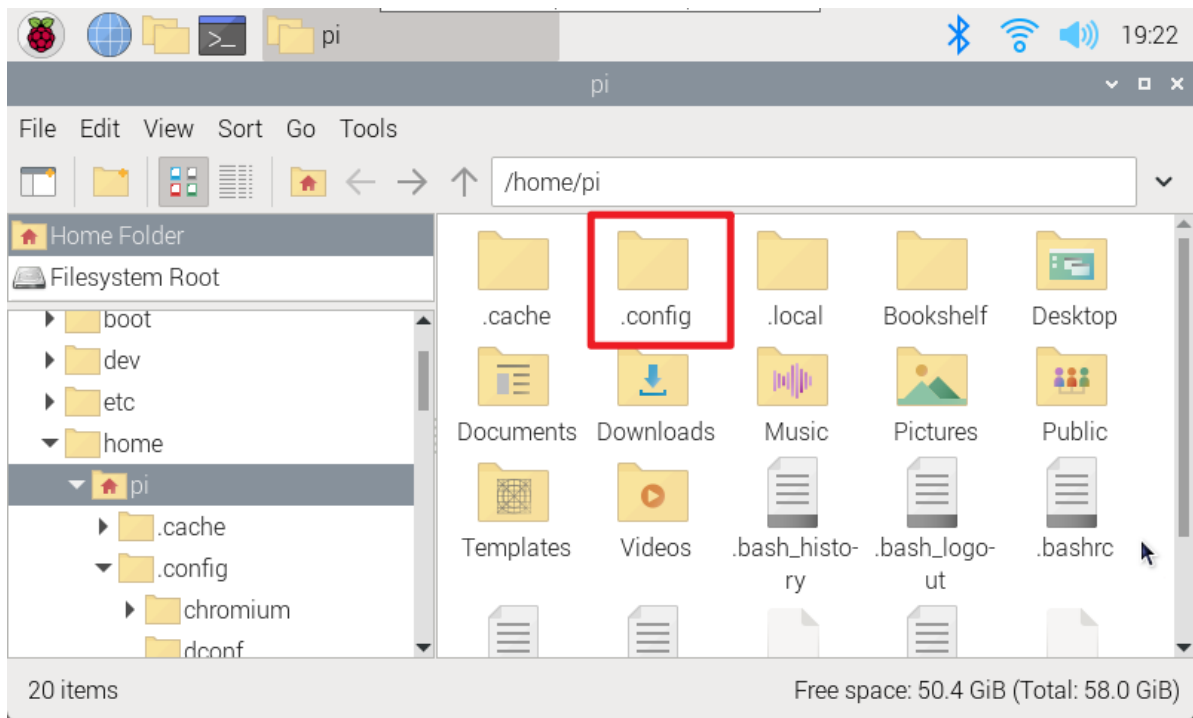 pi
19:22
pi
File Edit View Sort Go Tools
/home/pi
Home Folder
Filesystem Root
boot
dev
etc
home
pi
.cache
.config
chromium
dconf
.cache .config .local Bookshelf Desktop
Documents Downloads Music Pictures Public
Templates Videos .bash_histo- .bash_logo- .bashrc
ry ut
20 items
Free space: 50.4 GiB (Total: 58.0 GiB)